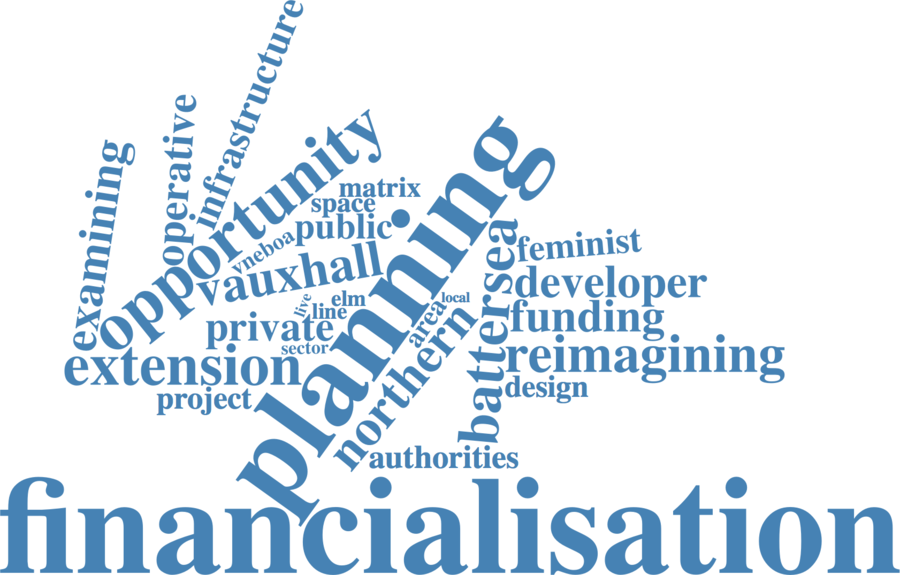 infrastructure
operative
examining
opportunity
planning
matrix
space
public
vneboa
vauxhall
feminist
battersea
developer
live
elm
line
local
area
private
sector
funding
northern
reimagining
extension
design
project
authorities
financialisation